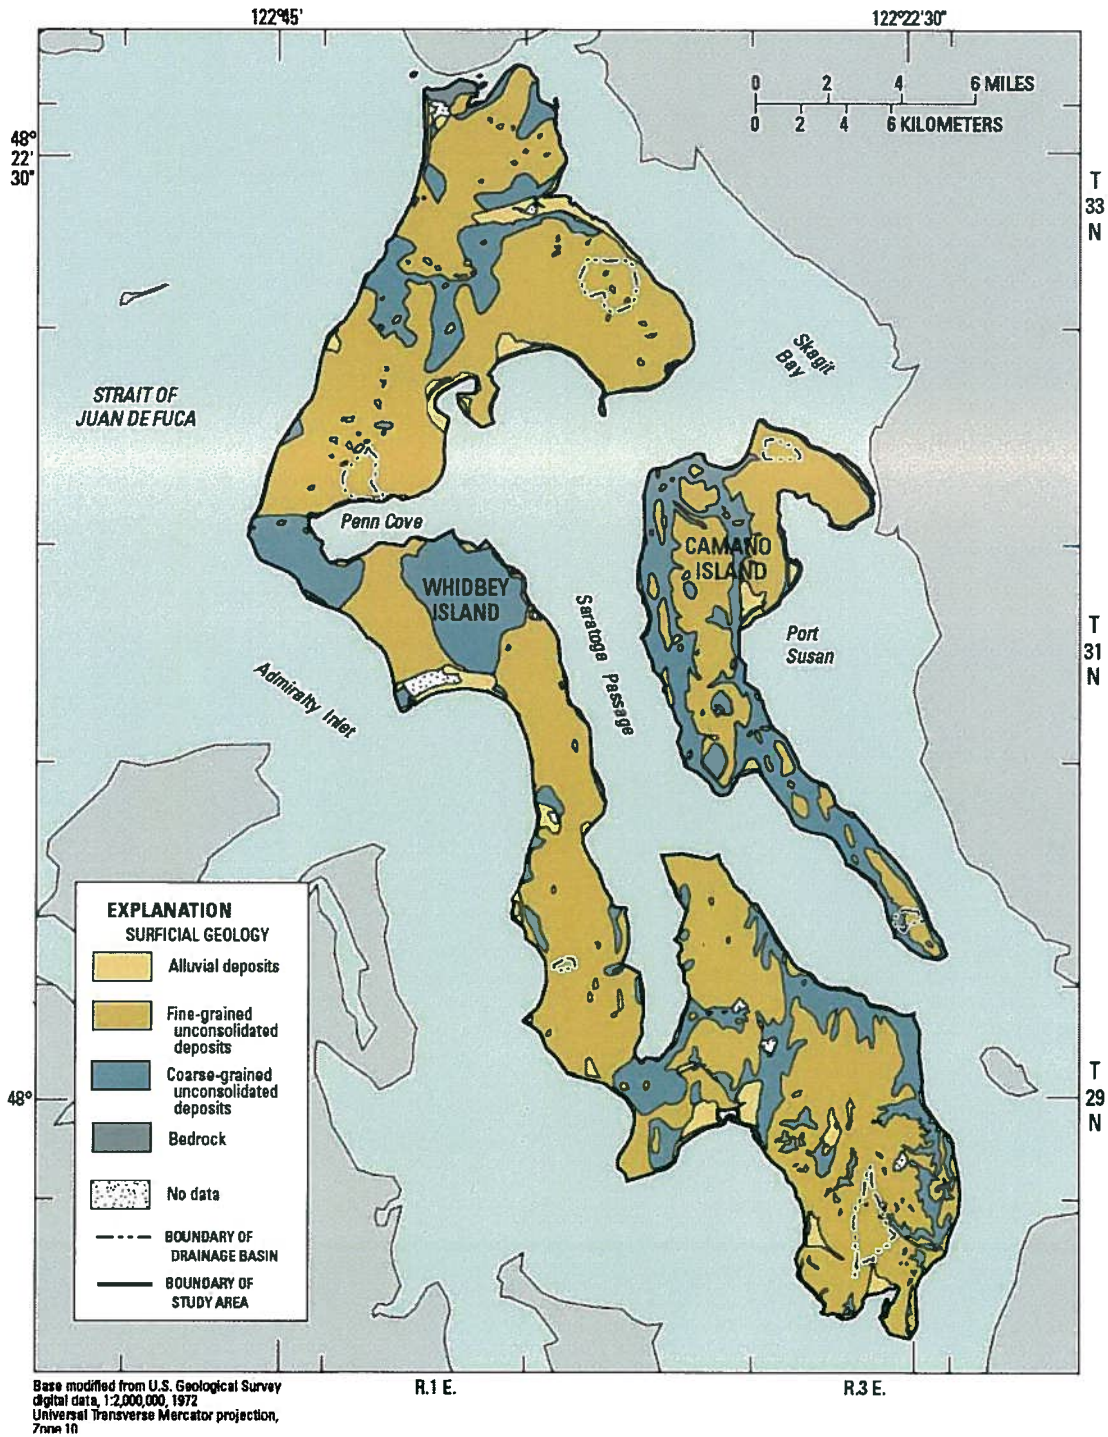 122°45'
122°22'30"
0 2 4 6 MILES
0 2 4 6 KILOMETERS
48°
22'
30"
T
33
N
Skagit
Bay
STRAIT OF
JUAN DE FUCA
Penn Cove
CAMANO
ISLAND
WHIDBEY
ISLAND
Saratoga Passage
Port
Susan
T
31
N
Admiralty Inlet
EXPLANATION
SURFICIAL GEOLOGY
Alluvial deposits
Fine-grained
unconsolidated
deposits
Coarse-grained
unconsolidated
deposits
Bedrock
No data
BOUNDARY OF
DRAINAGE BASIN
BOUNDARY OF
STUDY AREA
48°
T
29
N
R.1 E.
R.3 E.
Base modified from U.S. Geological Survey
digital data, 1:2,000,000, 1972
Universal Transverse Mercator projection,
Zone 10